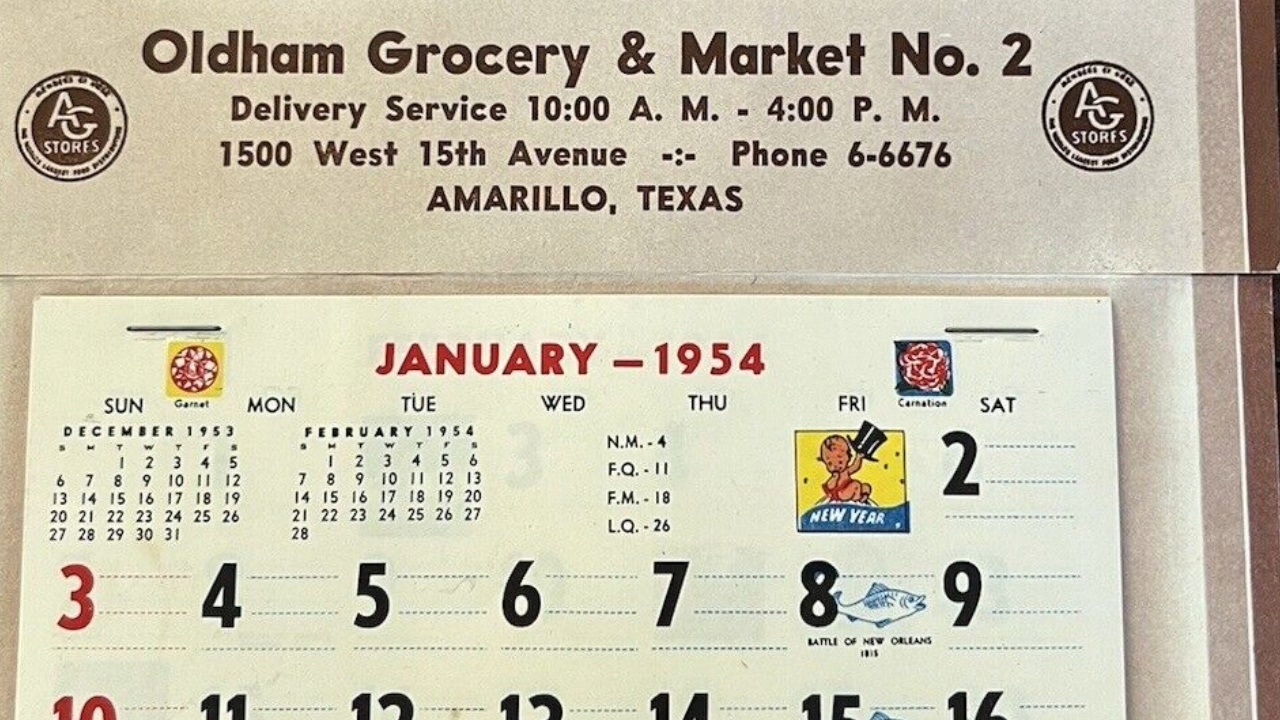 Oldham Grocery & Market No. 2
Delivery Service 10:00 A. M. - 4:00 P. M.
1500 West 15th Avenue -:- Phone 6-6676
AMARILLO, TEXAS
AG
STORES
AG
STORES
JANUARY – 1954
Garnet
Carnation
SUN MON TUE WED THU FRI SAT
DECEMBER 1953
S M T W T F S
1 2 3 4 5
6 7 8 9 10 11 12
13 14 15 16 17 18 19
20 21 22 23 24 25 26
27 28 29 30 31
FEBRUARY 1954
S M T W T F S
1 2 3 4 5 6
7 8 9 10 11 12 13
14 15 16 17 18 19 20
21 22 23 24 25 26 27
28
N.M. - 4
F.Q. - 11
F.M. - 18
L.Q. - 26
NEW YEAR
2
3 4 5 6 7 8 9
BATTLE OF NEW ORLEANS
1815
10 11 12 13 14 15 16